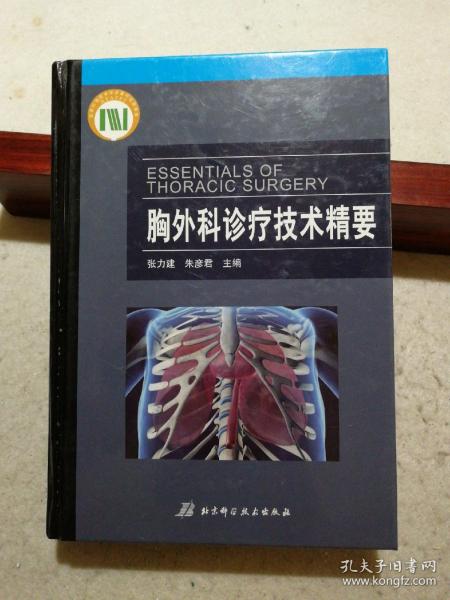 ESSENTIALS OF
THORACIC SURGERY
胸外科诊疗技术精要
张力建 朱彦君 主编
北京科学技术出版社
孔夫子旧书网
www.kongfz.com